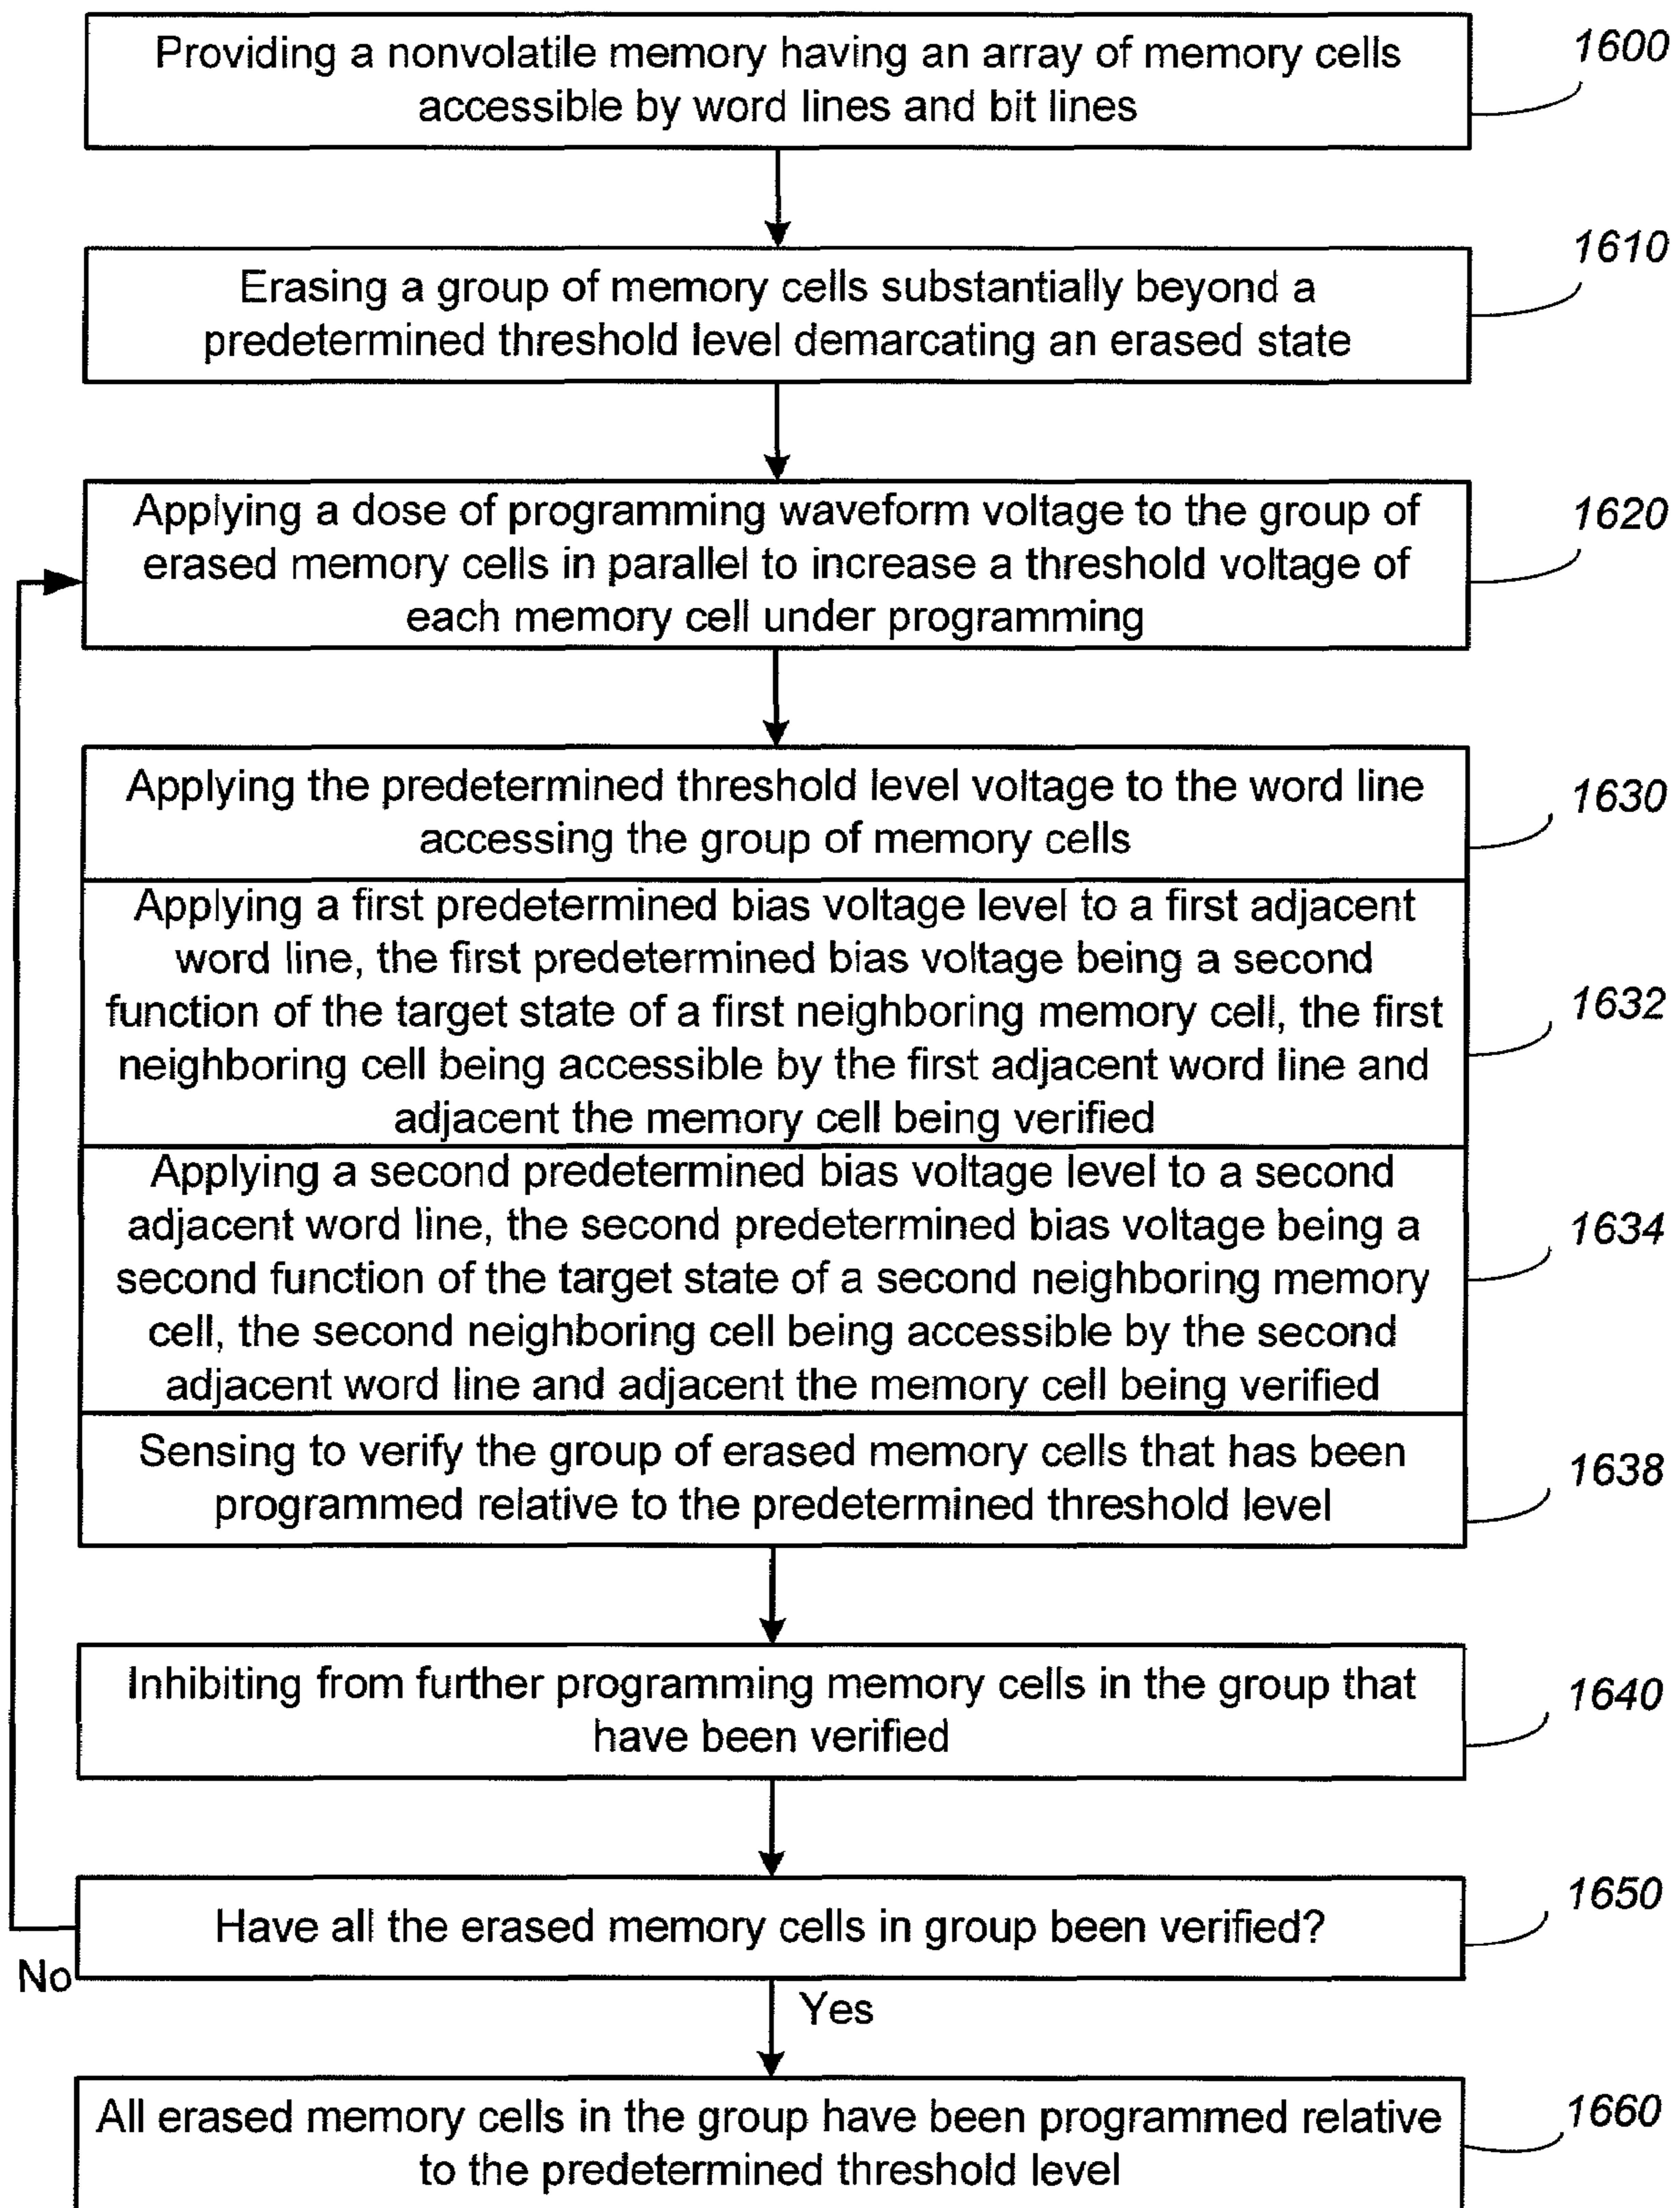 Providing a nonvolatile memory having an array of memory cells
accessible by word lines and bit lines
1600
Erasing a group of memory cells substantially beyond a
predetermined threshold level demarcating an erased state
1610
Applying a dose of programming waveform voltage to the group of
erased memory cells in parallel to increase a threshold voltage of
each memory cell under programming
1620
Applying the predetermined threshold level voltage to the word line
accessing the group of memory cells
1630
Applying a first predetermined bias voltage level to a first adjacent
word line, the first predetermined bias voltage being a second
function of the target state of a first neighboring memory cell, the first
neighboring cell being accessible by the first adjacent word line and
adjacent the memory cell being verified
1632
Applying a second predetermined bias voltage level to a second
adjacent word line, the second predetermined bias voltage being a
second function of the target state of a second neighboring memory
cell, the second neighboring cell being accessible by the second
adjacent word line and adjacent the memory cell being verified
1634
Sensing to verify the group of erased memory cells that has been
programmed relative to the predetermined threshold level
1638
Inhibiting from further programming memory cells in the group that
have been verified
1640
Have all the erased memory cells in group been verified?
1650
No
Yes
All erased memory cells in the group have been programmed relative
to the predetermined threshold level
1660